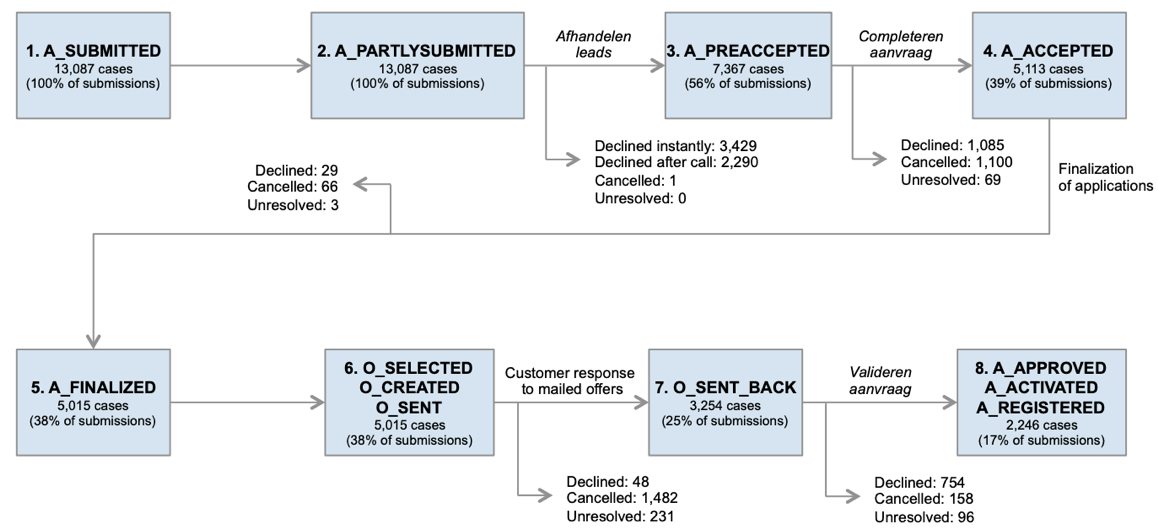 1. A_SUBMITTED
13,087 cases
(100% of submissions)
2. A_PARTLYSUBMITTED
13,087 cases
(100% of submissions)
Afhandelen
leads
3. A_PREACCEPTED
7,367 cases
(56% of submissions)
Completeren
aanvraag
4. A_ACCEPTED
5,113 cases
(39% of submissions)
Declined instantly: 3,429
Declined after call: 2,290
Cancelled: 1
Unresolved: 0
Declined: 1,085
Cancelled: 1,100
Unresolved: 69
Finalization
of applications
Declined: 29
Cancelled: 66
Unresolved: 3
5. A_FINALIZED
5,015 cases
(38% of submissions)
6. O_SELECTED
O_CREATED
O_SENT
5,015 cases
(38% of submissions)
Customer response
to mailed offers
7. O_SENT_BACK
3,254 cases
(25% of submissions)
Valideren
aanvraag
8. A_APPROVED
A_ACTIVATED
A_REGISTERED
2,246 cases
(17% of submissions)
Declined: 48
Cancelled: 1,482
Unresolved: 231
Declined: 754
Cancelled: 158
Unresolved: 96